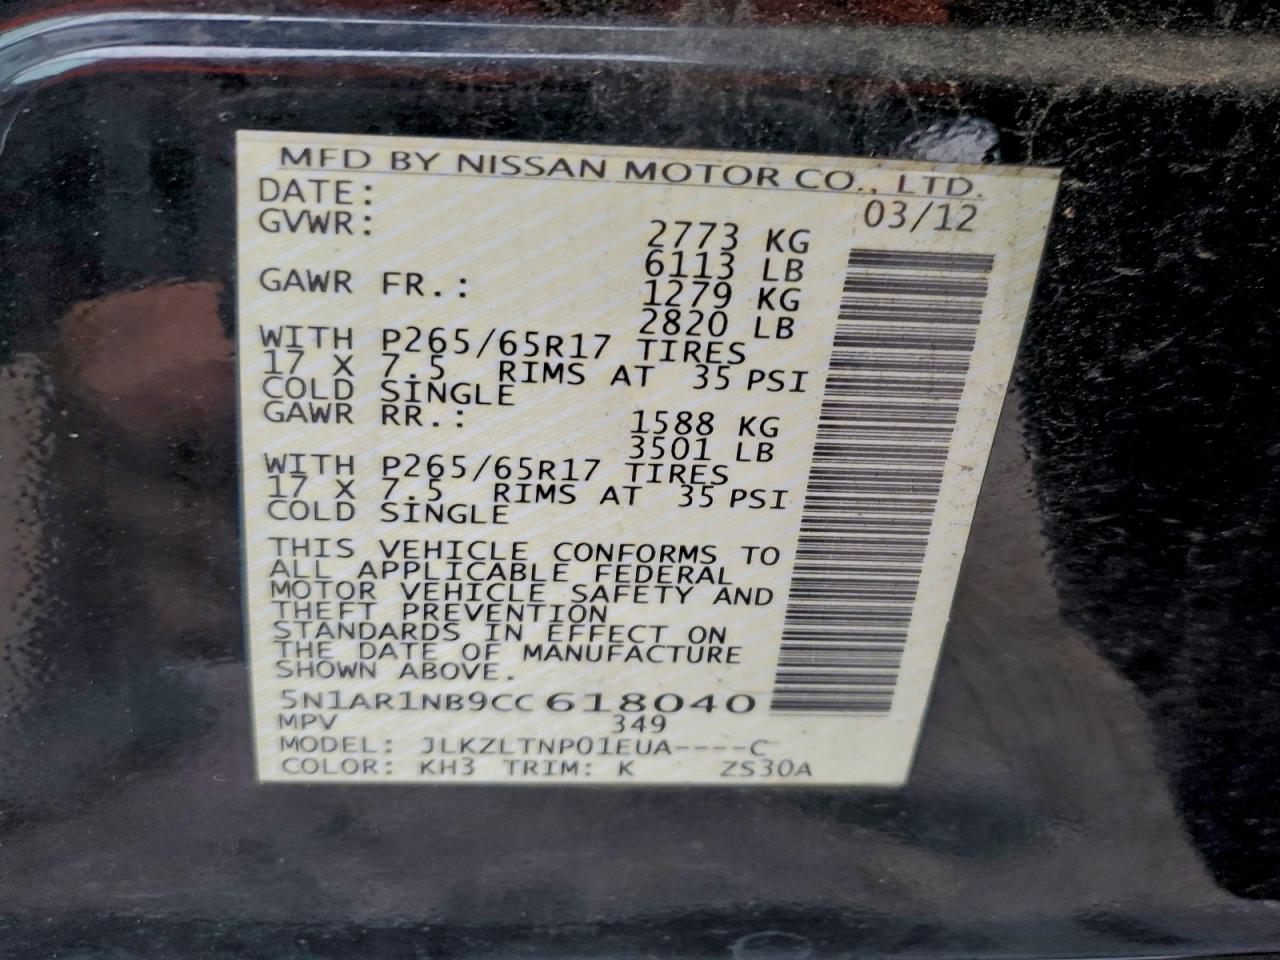 MFD BY NISSAN MOTOR CO., LTD.
DATE: 03/12
GVWR: 2773 KG
6113 LB
GAWR FR.: 1279 KG
2820 LB
WITH P265/65R17 TIRES
17 X 7.5 RIMS AT 35 PSI
COLD SINGLE
GAWR RR.: 1588 KG
3501 LB
WITH P265/65R17 TIRES
17 X 7.5 RIMS AT 35 PSI
COLD SINGLE
THIS VEHICLE CONFORMS TO
ALL APPLICABLE FEDERAL
MOTOR VEHICLE SAFETY AND
THEFT PREVENTION
STANDARDS IN EFFECT ON
THE DATE OF MANUFACTURE
SHOWN ABOVE.
5N1AR1NB9CC618040
MPV 349
MODEL: JLKZLTNP01EUA----C
COLOR: KH3 TRIM: K ZS30A